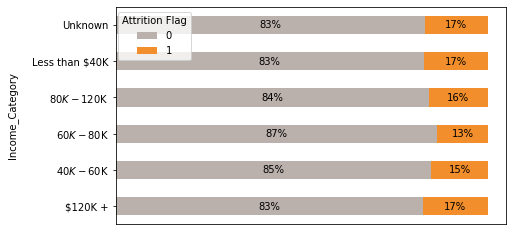 Attrition Flag
0
1
Unknown 83% 17%
Less than $40K 83% 17%
80K − 120K 84% 16%
60K − 80K 87% 13%
40K − 60K 85% 15%
$120K + 83% 17%
Income_Category